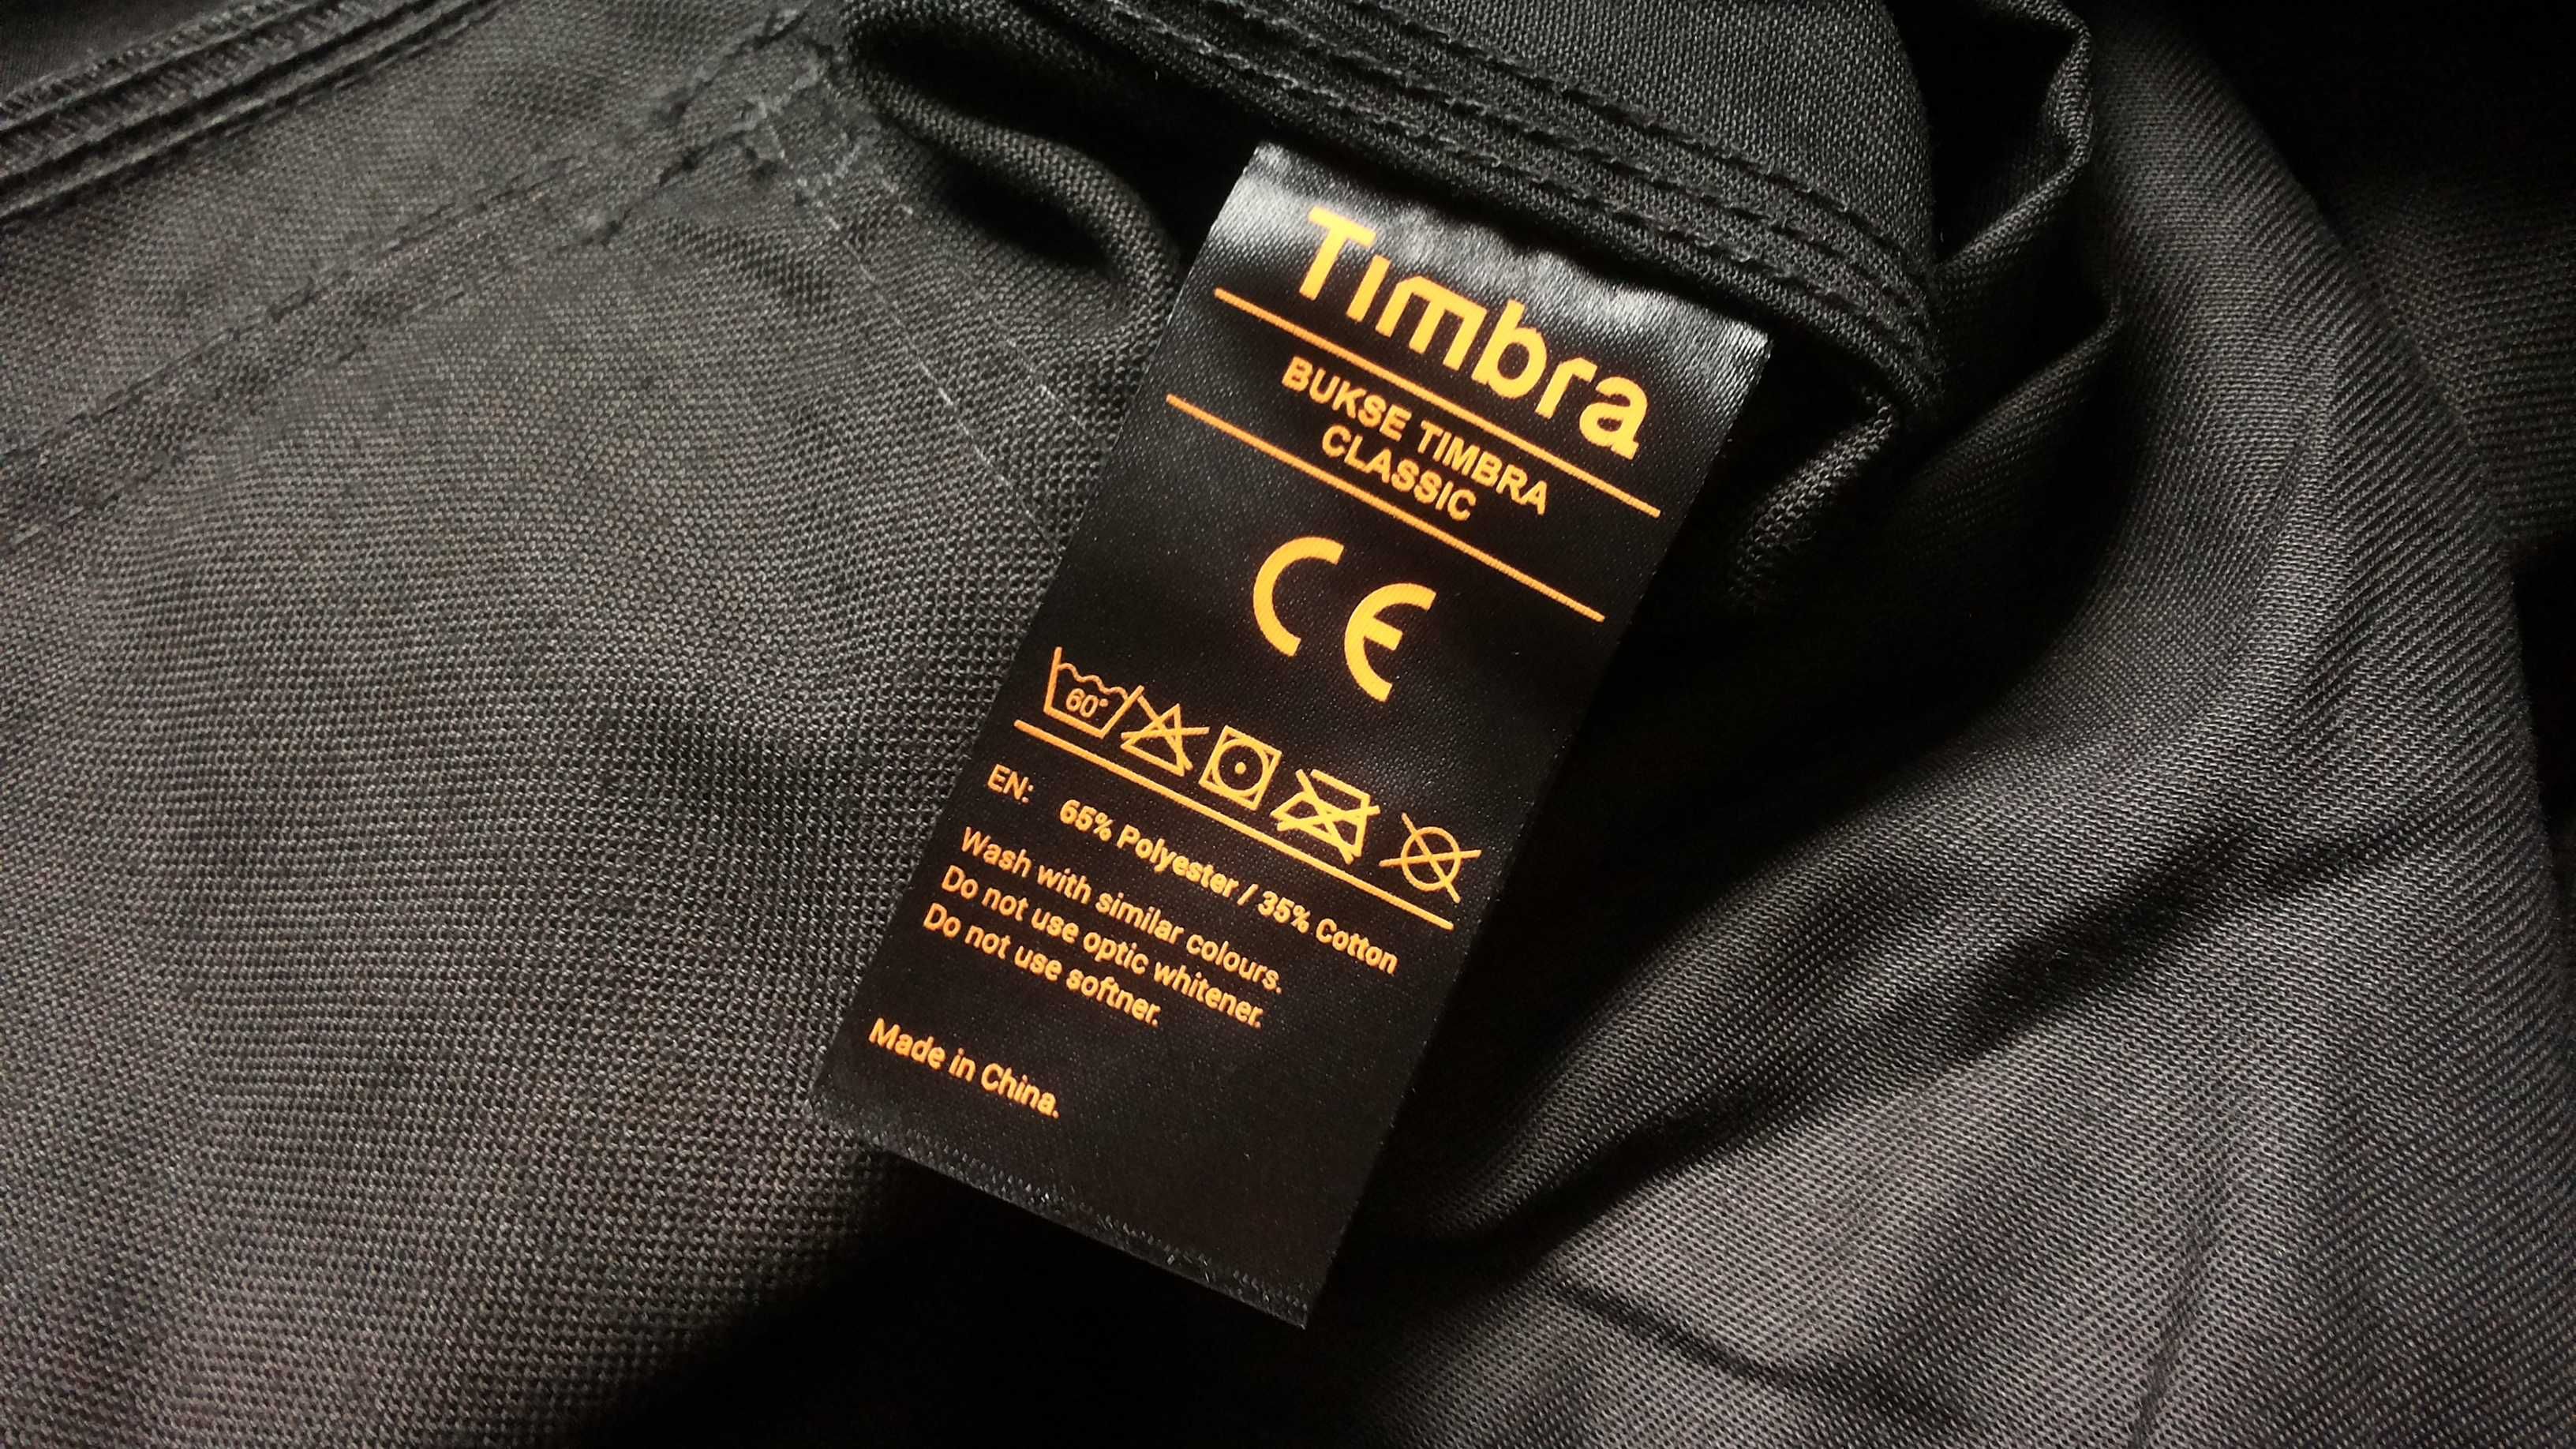 Timbra
BUKSE TIMBRA
CLASSIC
CE
60°
EN: 65% Polyester / 35% Cotton
Wash with similar colours.
Do not use optic whitener.
Do not use softner.
Made in China.